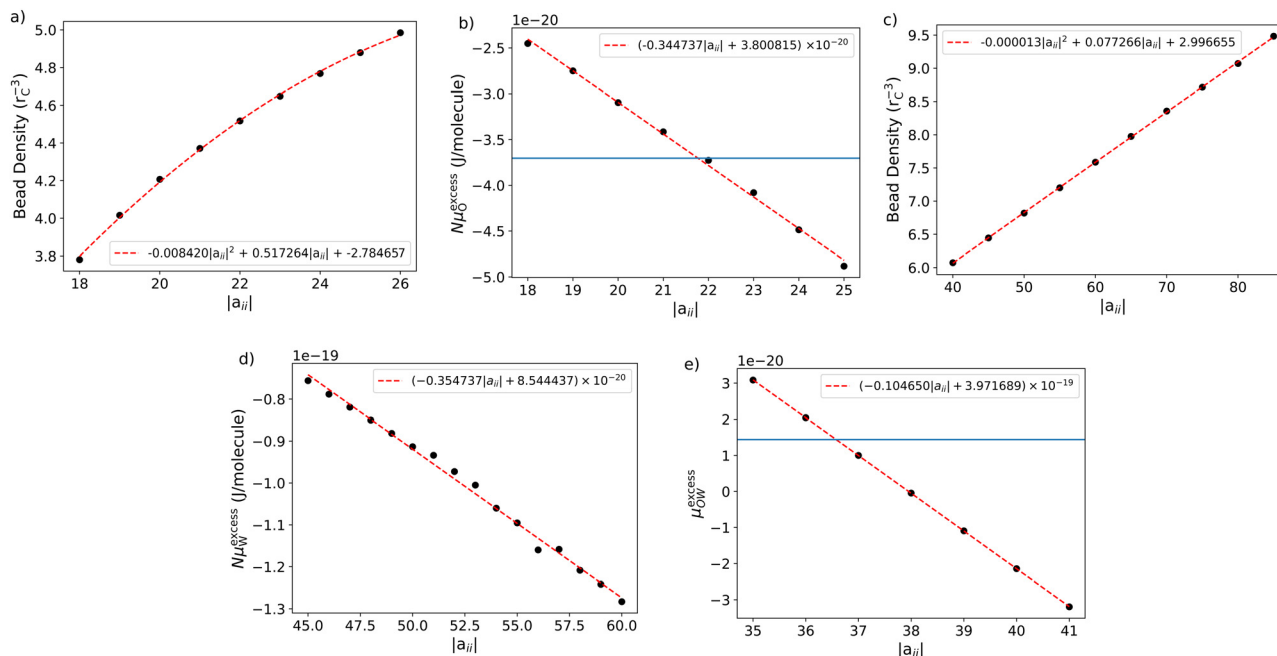 a)
Bead Density (r_C^-3)
5.0
4.8
4.6
4.4
4.2
4.0
3.8
-0.008420|a_ii|^2 + 0.517264|a_ii| + -2.784657
18 20 22 24 26
|a_ii|
b)
1e−20
Nμ_O^excess (J/molecule)
−2.5
−3.0
−3.5
−4.0
−4.5
−5.0
(-0.344737|a_ii| + 3.800815) ×10^−20
18 19 20 21 22 23 24 25
|a_ii|
c)
Bead Density (r_C^-3)
9.5
9.0
8.5
8.0
7.5
7.0
6.5
6.0
-0.000013|a_ii|^2 + 0.077266|a_ii| + 2.996655
40 50 60 70 80
|a_ii|
d)
1e−19
Nμ_W^excess (J/molecule)
−0.8
−0.9
−1.0
−1.1
−1.2
−1.3
(−0.354737|a_ii| + 8.544437) × 10^−20
45.0 47.5 50.0 52.5 55.0 57.5 60.0
|a_ii|
e)
1e−20
μ_OW^excess
3
2
1
0
−1
−2
−3
(−0.104650|a_ii| + 3.971689) × 10^−19
35 36 37 38 39 40 41
|a_ii|